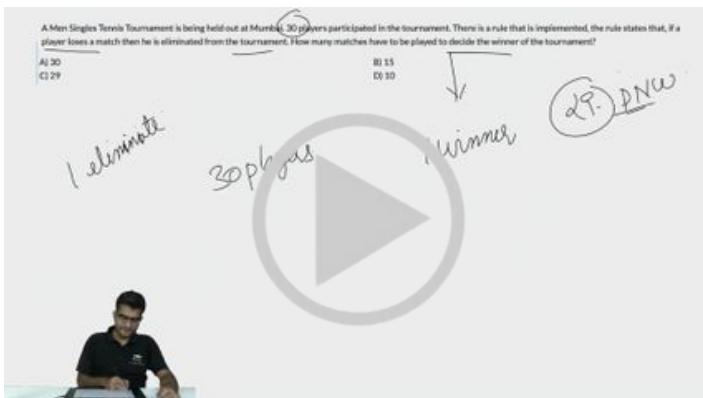 A Men Singles Tennis Tournament is being held out at Mumbai, 30 players participated in the tournament. There is a rule that is implemented, the rule states that, if a
player loses a match then he is eliminated from the tournament. How many matches have to be played to decide the winner of the tournament?
A) 30 B) 15
C) 29 D) 10
29. PNW
1 eliminate
30 players
1 winner